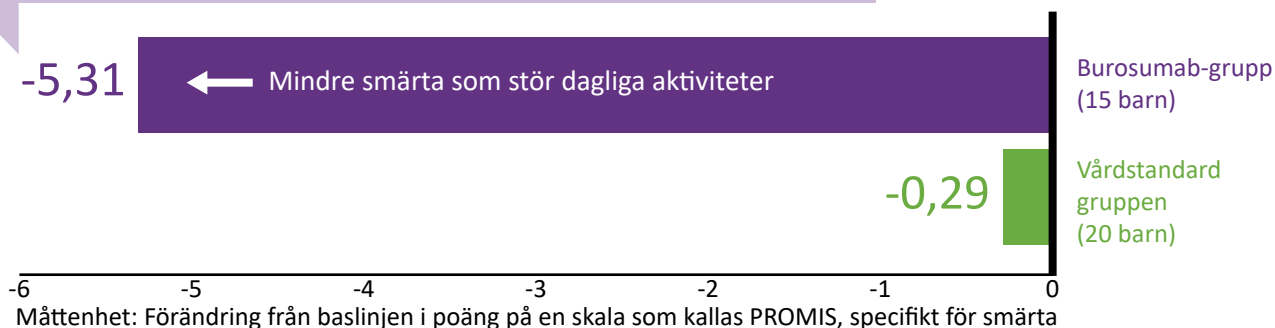 -5,31
Mindre smärta som stör dagliga aktiviteter
Burosumab-grupp
(15 barn)
-0,29
Vårdstandard
gruppen
(20 barn)
-6 -5 -4 -3 -2 -1 0
Måttenhet: Förändring från baslinjen i poäng på en skala som kallas PROMIS, specifikt för smärta